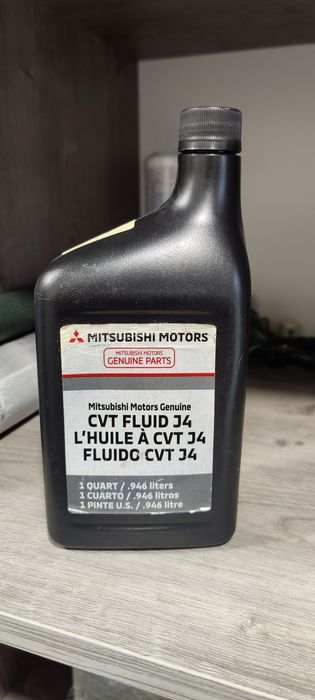 MITSUBISHI MOTORS
MITSUBISHI MOTORS
GENUINE PARTS
Mitsubishi Motors Genuine
CVT FLUID J4
L'HUILE À CVT J4
FLUIDO CVT J4
1 QUART / .946 liters
1 CUARTO / .946 litros
1 PINTE U.S. / .946 litre